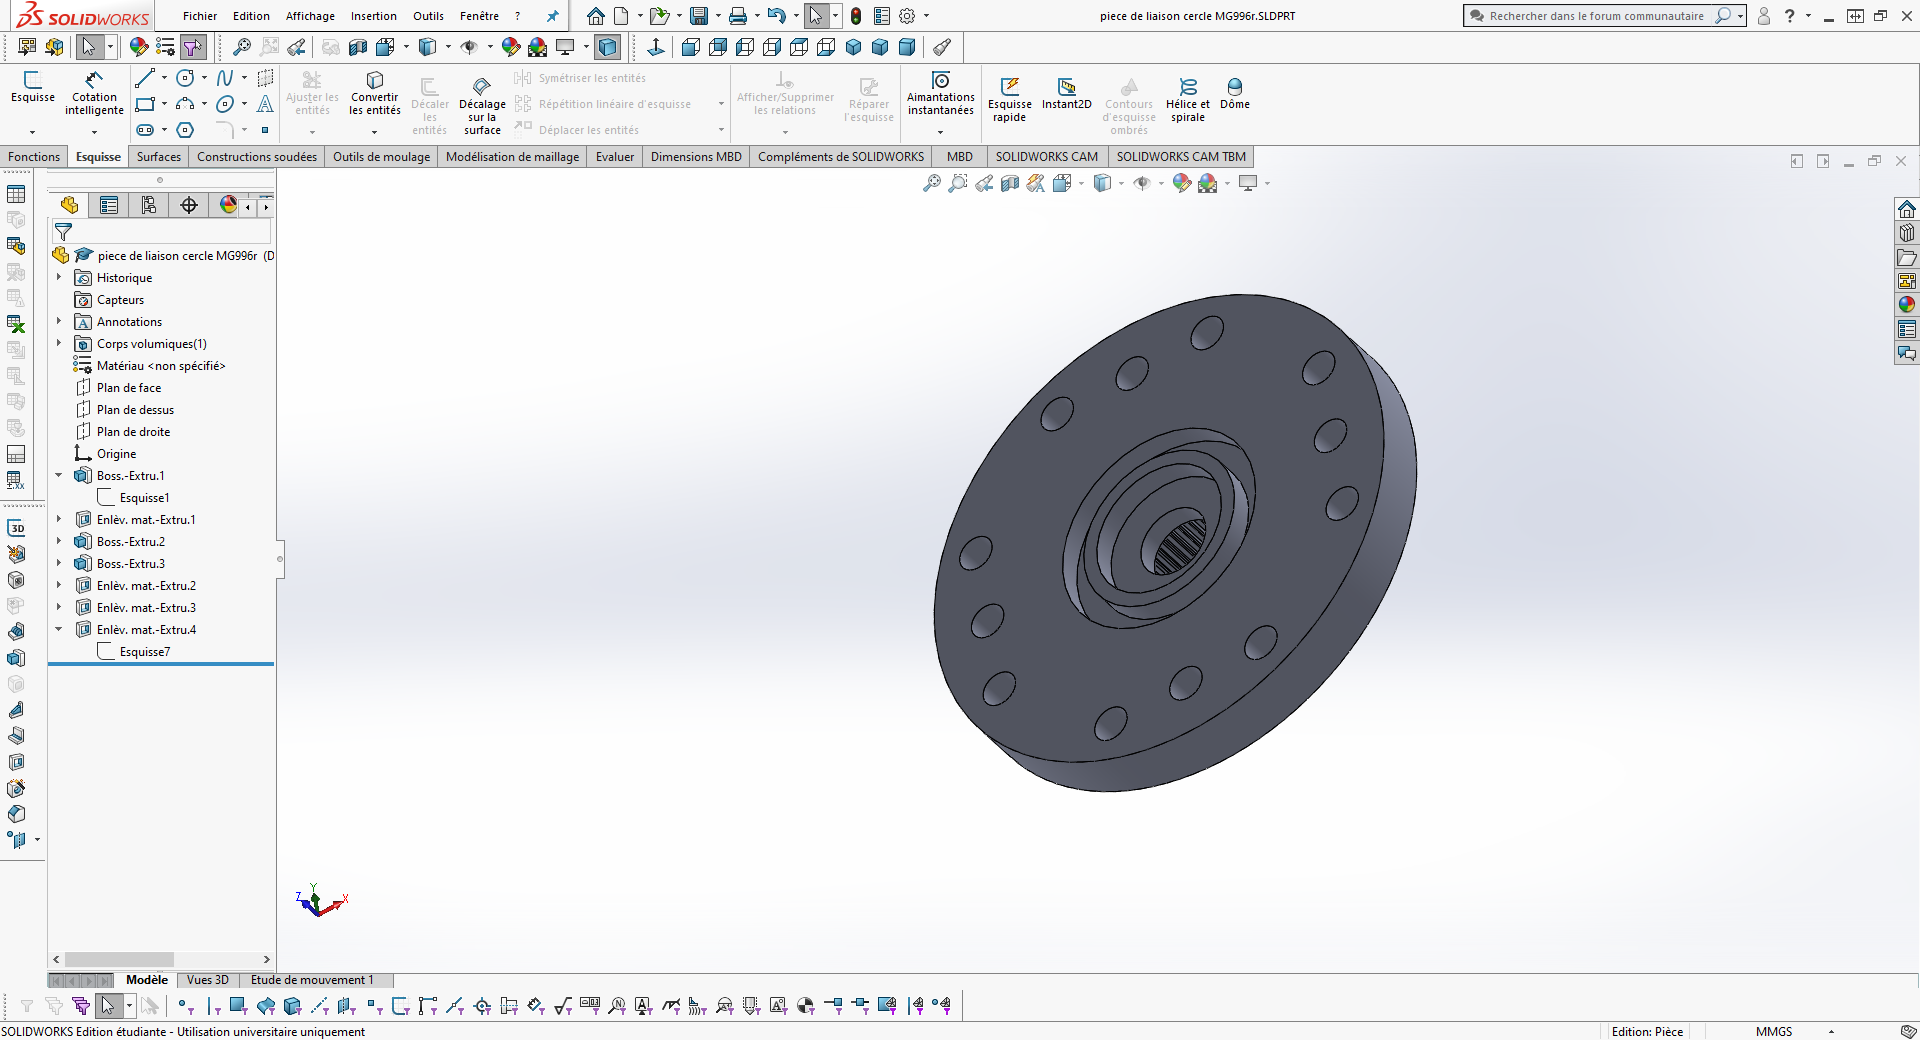 SOLIDWORKS
Fichier Edition Affichage Insertion Outils Fenêtre ?
piece de liaison cercle MG996r.SLDPRT
Rechercher dans le forum communautaire
?
Esquisse
Cotation intelligente
Ajuster les entités
Convertir les entités
Décaler les entités
Décalage sur la surface
Symétriser les entités
Répétition linéaire d'esquisse
Déplacer les entités
Afficher/Supprimer les relations
Réparer l'esquisse
Aimantations instantanées
Esquisse rapide
Instant2D
Contours d'esquisse ombrés
Hélice et spirale
Dôme
Fonctions Esquisse Surfaces Constructions soudées Outils de moulage Modélisation de maillage Evaluer Dimensions MBD Compléments de SOLIDWORKS MBD SOLIDWORKS CAM SOLIDWORKS CAM TBM
piece de liaison cercle MG996r (D
Historique
Capteurs
Annotations
Corps volumiques(1)
Matériau <non spécifié>
Plan de face
Plan de dessus
Plan de droite
Origine
Boss.-Extru.1
Esquisse1
Enlèv. mat.-Extru.1
Boss.-Extru.2
Boss.-Extru.3
Enlèv. mat.-Extru.2
Enlèv. mat.-Extru.3
Enlèv. mat.-Extru.4
Esquisse7
3D
Y
Z
X
Modèle Vues 3D Etude de mouvement 1
SOLIDWORKS Edition étudiante - Utilisation universitaire uniquement
Edition: Pièce
MMGS